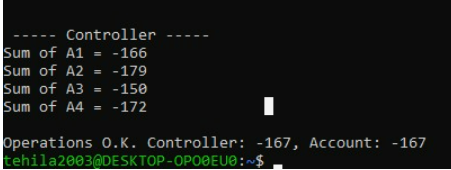 ----- Controller -----
Sum of A1 = -166
Sum of A2 = -179
Sum of A3 = -150
Sum of A4 = -172
Operations O.K. Controller: -167, Account: -167
tehila2003@DESKTOP-OPO0EU0:~$